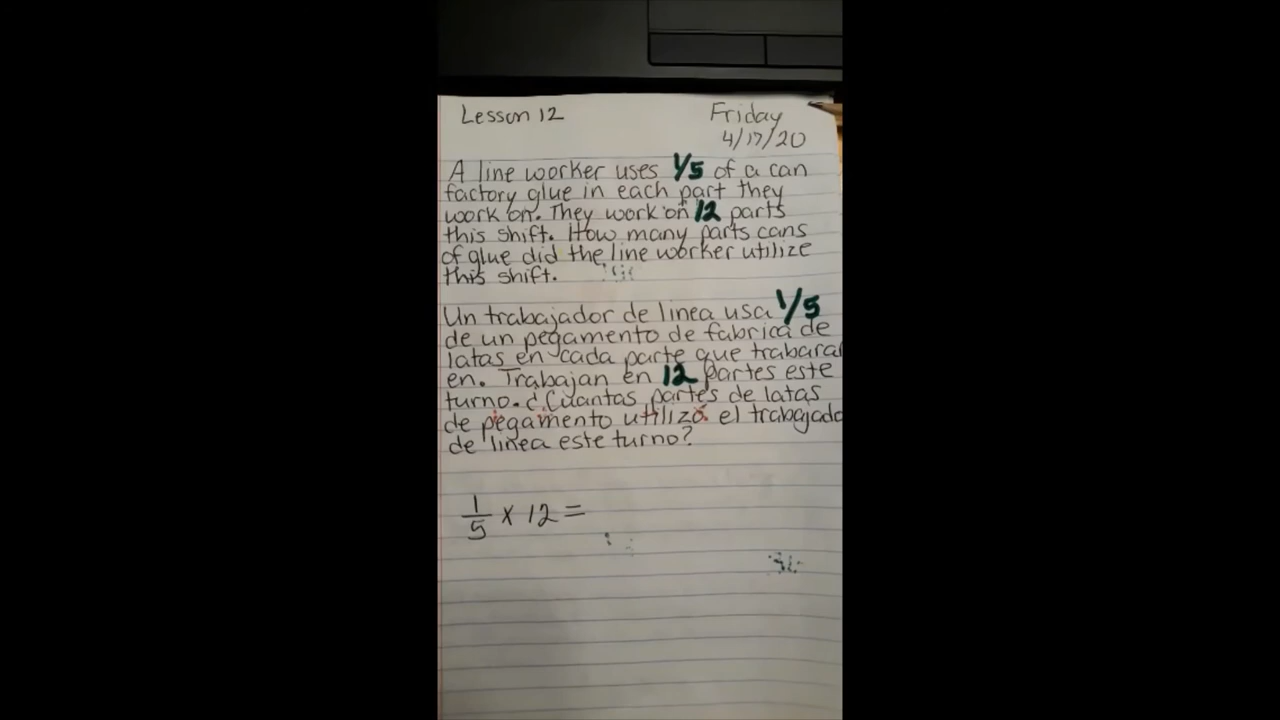 Lesson 12
Friday
4/17/20
A line worker uses 1/5 of a can
factory glue in each part they
work on. They work on 12 parts
this shift. How many parts cans
of glue did the line worker utilize
this shift.
Un trabajador de linea usa 1/5
de un pegamento de fabrica de
latas en cada parte que trabaral
en. Trabajan en 12 partes este
turno. ¿Cuantas partes de latas
de pegamento utilizó el trabajado
de linea este turno?
1/5 x 12 =